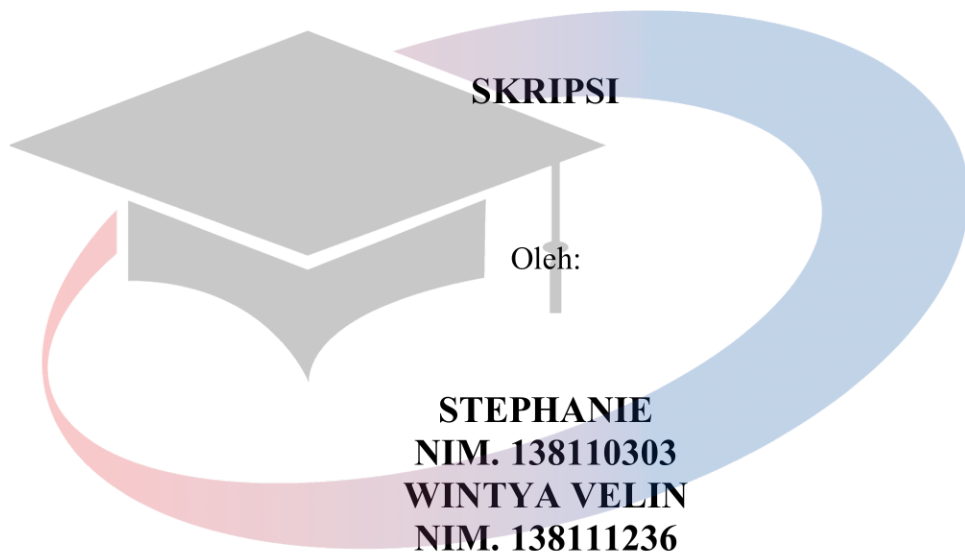 SKRIPSI
Oleh:
STEPHANIE
NIM. 138110303
WINTYA VELIN
NIM. 138111236